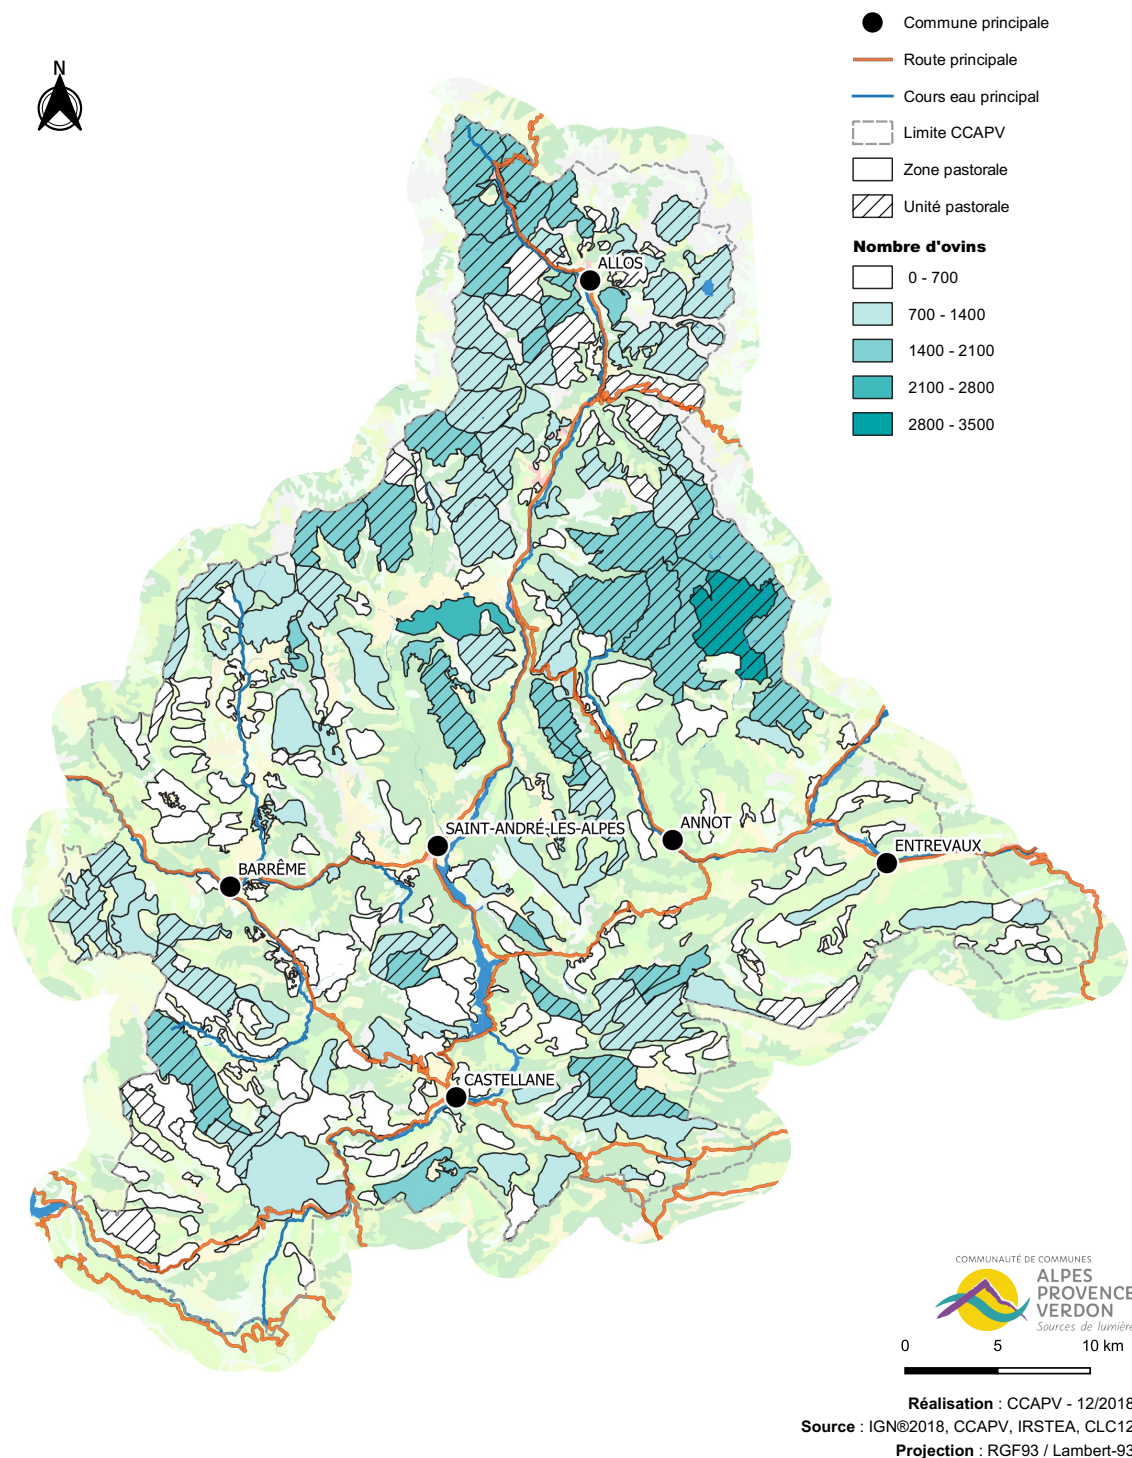 Commune principale
Route principale
Cours eau principal
Limite CCAPV
Zone pastorale
Unité pastorale
Nombre d'ovins
0 - 700
700 - 1400
1400 - 2100
2100 - 2800
2800 - 3500
N
ALLOS
SAINT-ANDRÉ-LES-ALPES
ANNOT
ENTREVAUX
BARRÊME
CASTELLANE
COMMUNAUTÉ DE COMMUNES
ALPES
PROVENCE
VERDON
Sources de lumière
0 5 10 km
Réalisation : CCAPV - 12/2018
Source : IGN®2018, CCAPV, IRSTEA, CLC12
Projection : RGF93 / Lambert-93